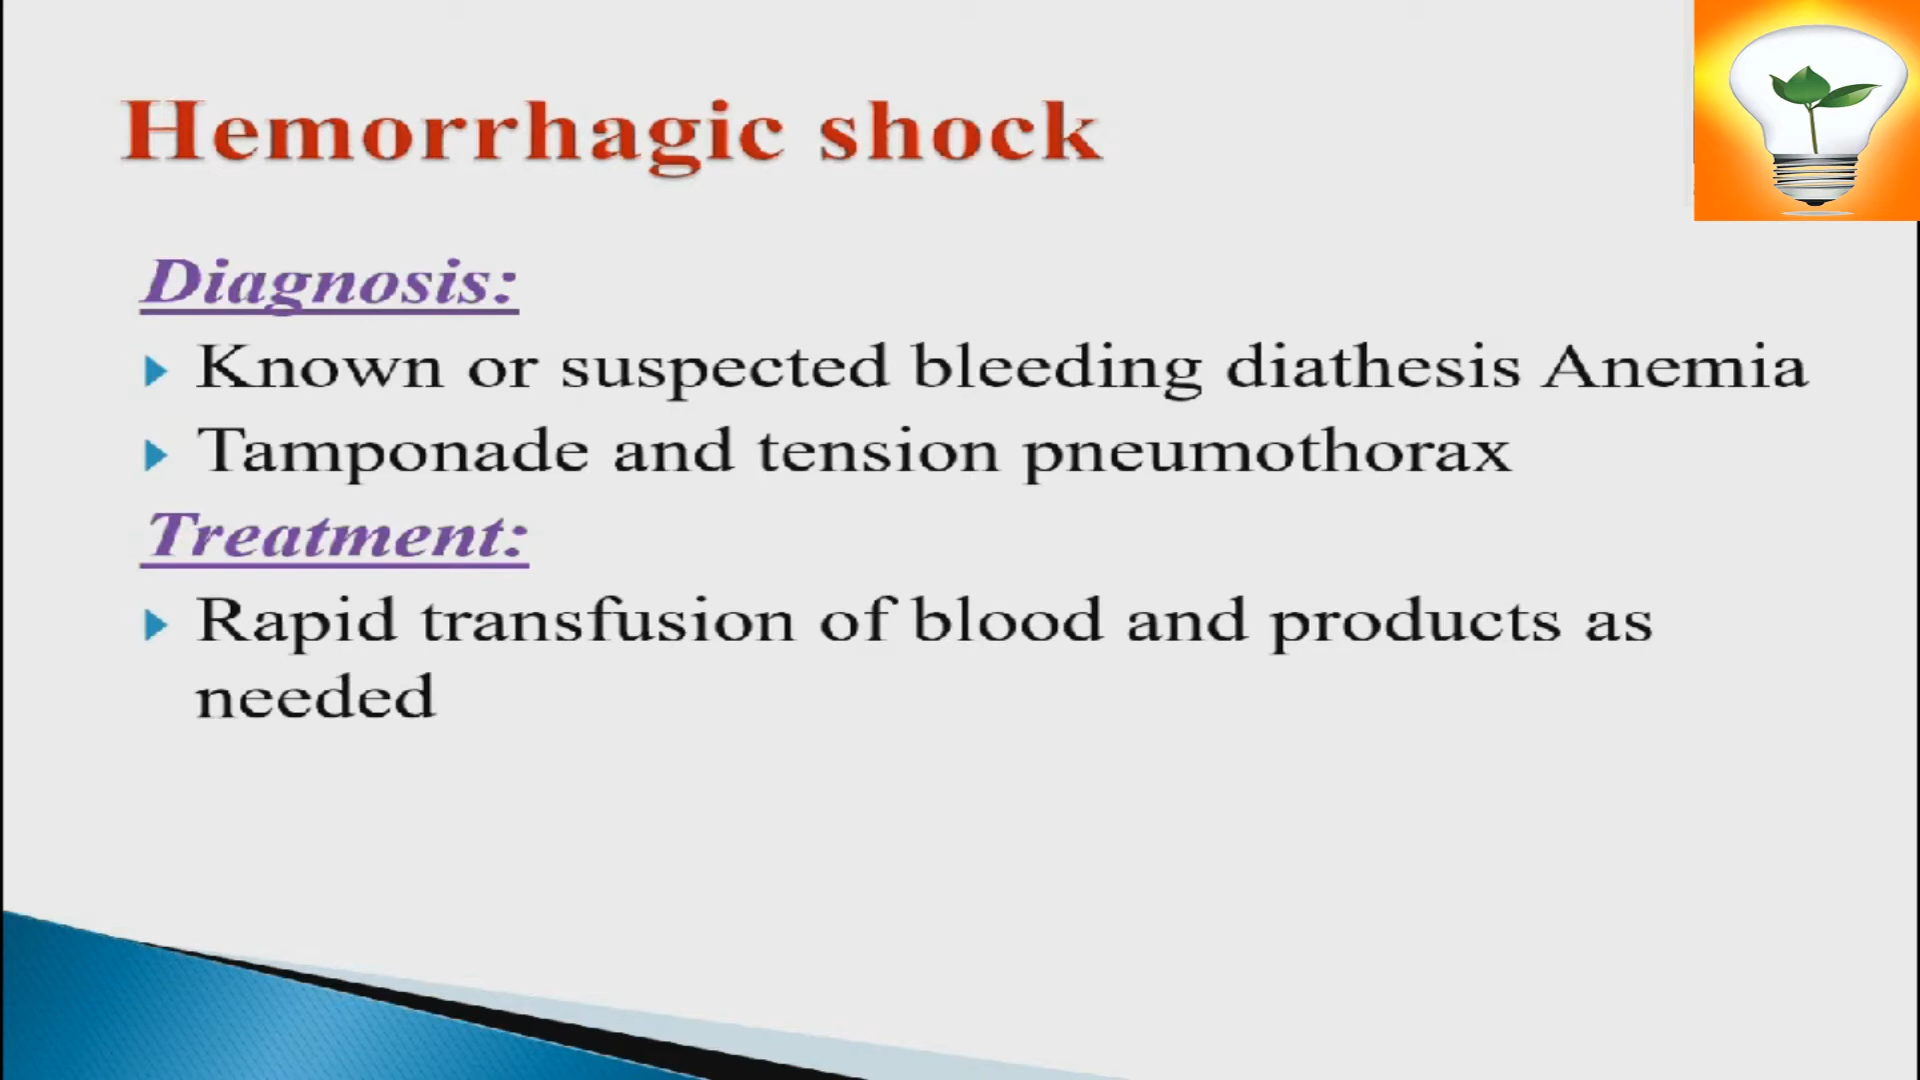 Hemorrhagic shock
Diagnosis:
Known or suspected bleeding diathesis Anemia
Tamponade and tension pneumothorax
Treatment:
Rapid transfusion of blood and products as
needed